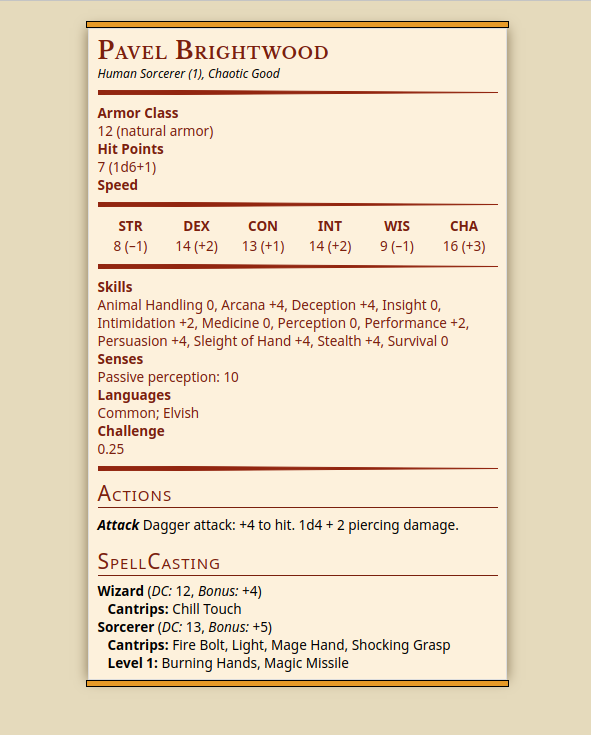 Pavel Brightwood
Human Sorcerer (1), Chaotic Good
Armor Class
12 (natural armor)
Hit Points
7 (1d6+1)
Speed
STR DEX CON INT WIS CHA
8 (−1) 14 (+2) 13 (+1) 14 (+2) 9 (−1) 16 (+3)
Skills
Animal Handling 0, Arcana +4, Deception +4, Insight 0,
Intimidation +2, Medicine 0, Perception 0, Performance +2,
Persuasion +4, Sleight of Hand +4, Stealth +4, Survival 0
Senses
Passive perception: 10
Languages
Common; Elvish
Challenge
0.25
Actions
Attack Dagger attack: +4 to hit. 1d4 + 2 piercing damage.
SpellCasting
Wizard (DC: 12, Bonus: +4)
Cantrips: Chill Touch
Sorcerer (DC: 13, Bonus: +5)
Cantrips: Fire Bolt, Light, Mage Hand, Shocking Grasp
Level 1: Burning Hands, Magic Missile